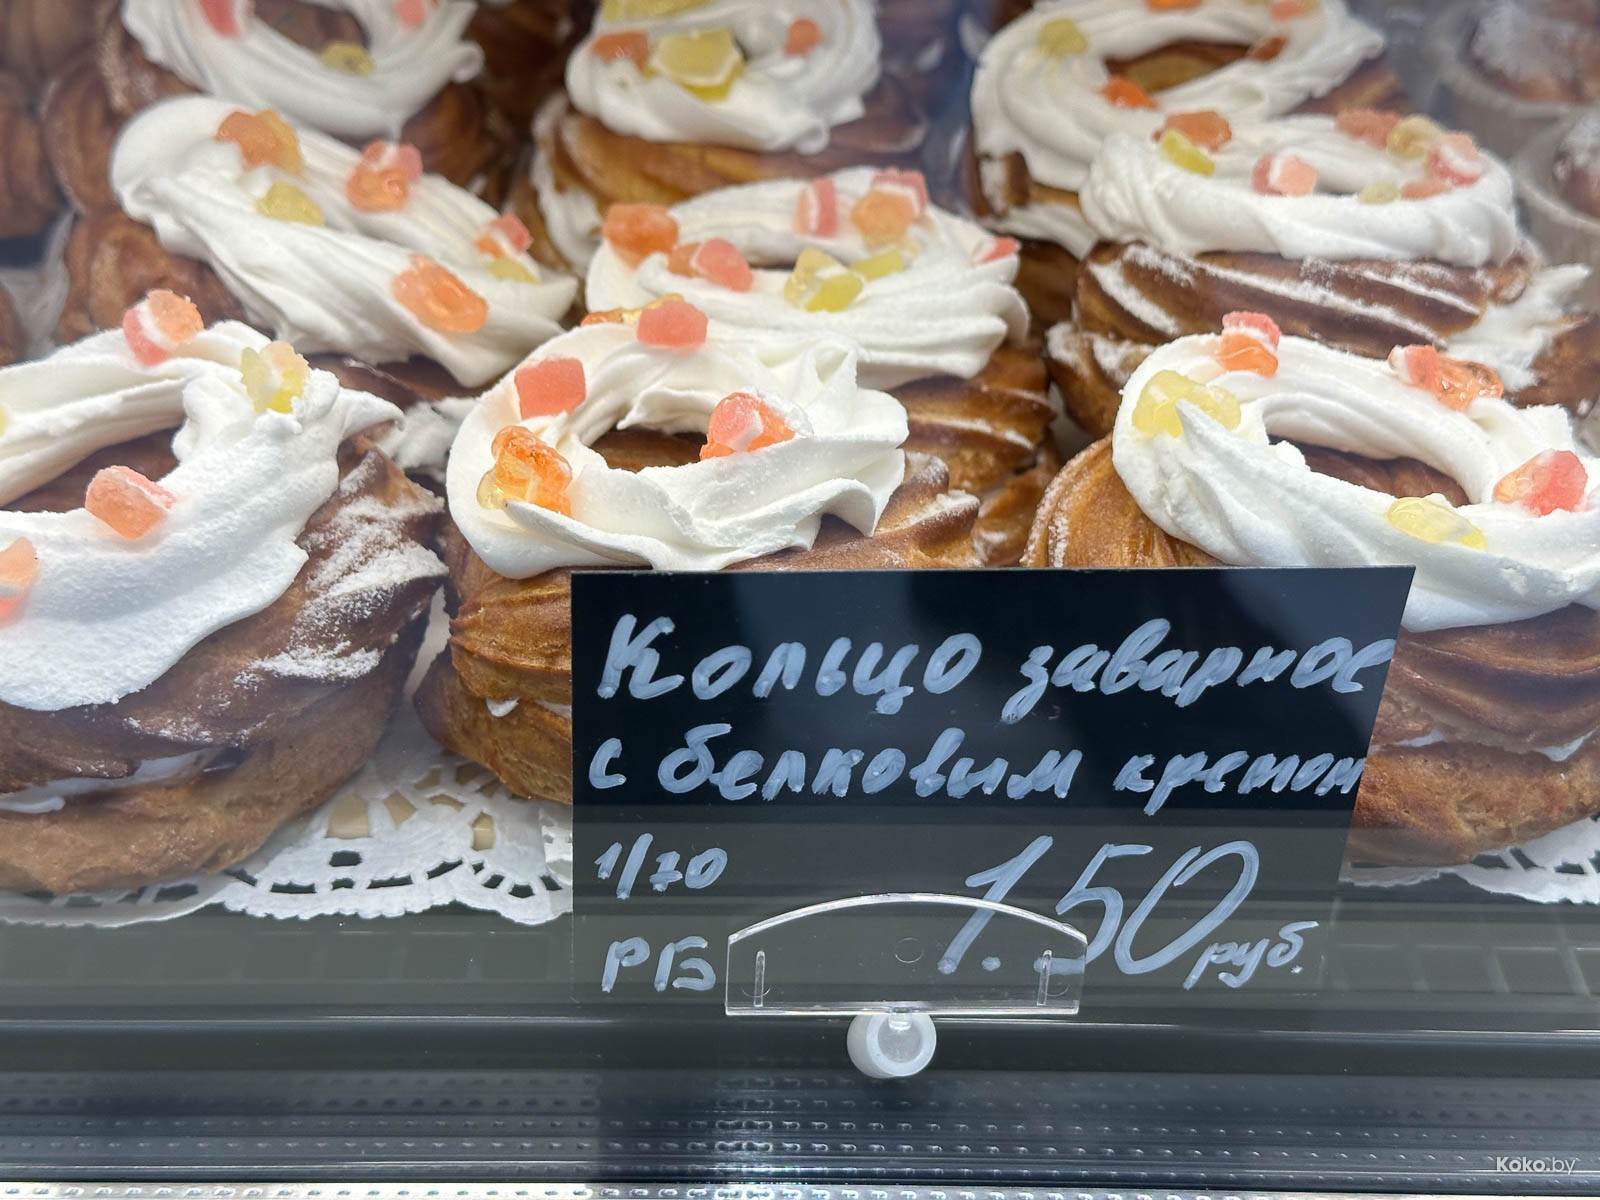 Кольцо заварное
с белковым кремом
1/70
1.50 руб.
РБ
Koko.by